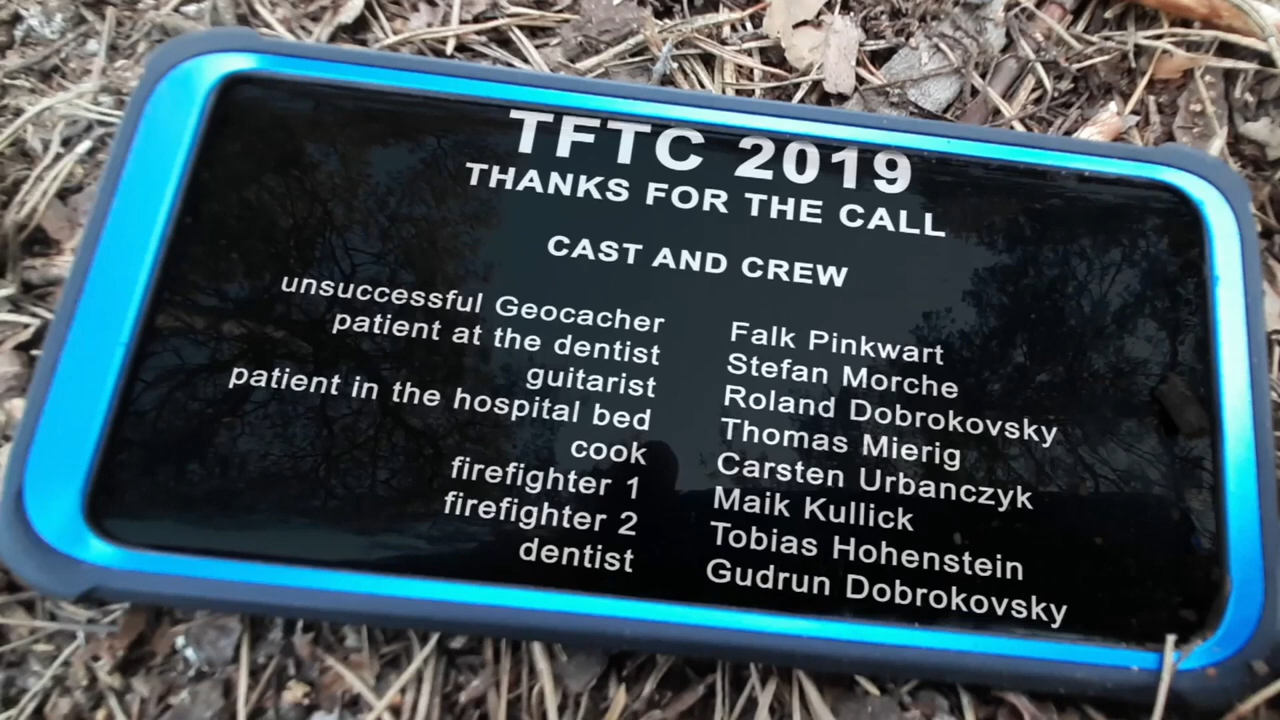 TFTC 2019
THANKS FOR THE CALL
CAST AND CREW
unsuccessful Geocacher Falk Pinkwart
patient at the dentist Stefan Morche
guitarist Roland Dobrokovsky
patient in the hospital bed Thomas Mierig
cook Carsten Urbanczyk
firefighter 1 Maik Kullick
firefighter 2 Tobias Hohenstein
dentist Gudrun Dobrokovsky